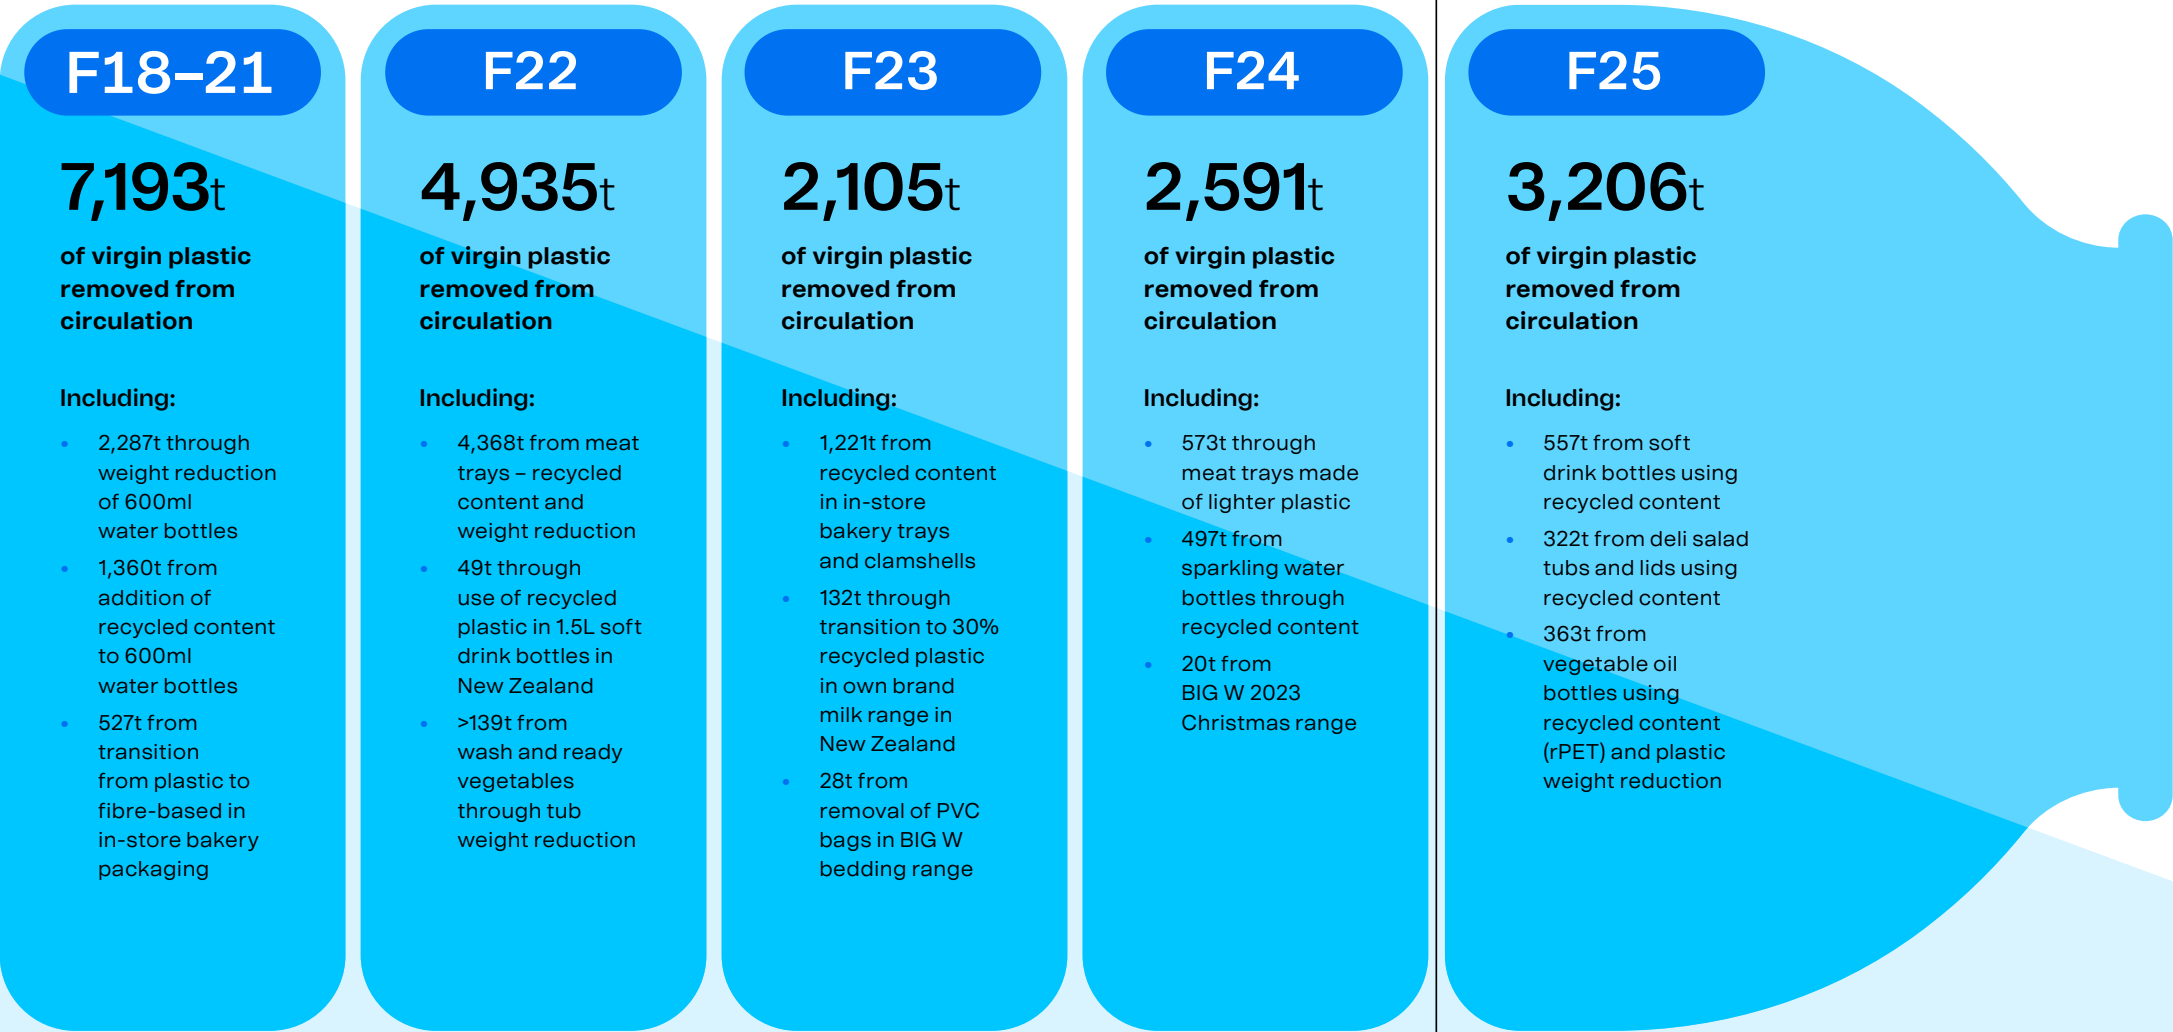 F18–21
7,193t
of virgin plastic
removed from
circulation
Including:
• 2,287t through
weight reduction
of 600ml
water bottles
• 1,360t from
addition of
recycled content
to 600ml
water bottles
• 527t from
transition
from plastic to
fibre-based in
in-store bakery
packaging
F22
4,935t
of virgin plastic
removed from
circulation
Including:
• 4,368t from meat
trays – recycled
content and
weight reduction
• 49t through
use of recycled
plastic in 1.5L soft
drink bottles in
New Zealand
• >139t from
wash and ready
vegetables
through tub
weight reduction
F23
2,105t
of virgin plastic
removed from
circulation
Including:
• 1,221t from
recycled content
in in-store
bakery trays
and clamshells
• 132t through
transition to 30%
recycled plastic
in own brand
milk range in
New Zealand
• 28t from
removal of PVC
bags in BIG W
bedding range
F24
2,591t
of virgin plastic
removed from
circulation
Including:
• 573t through
meat trays made
of lighter plastic
• 497t from
sparkling water
bottles through
recycled content
• 20t from
BIG W 2023
Christmas range
F25
3,206t
of virgin plastic
removed from
circulation
Including:
• 557t from soft
drink bottles using
recycled content
• 322t from deli salad
tubs and lids using
recycled content
• 363t from
vegetable oil
bottles using
recycled content
(rPET) and plastic
weight reduction